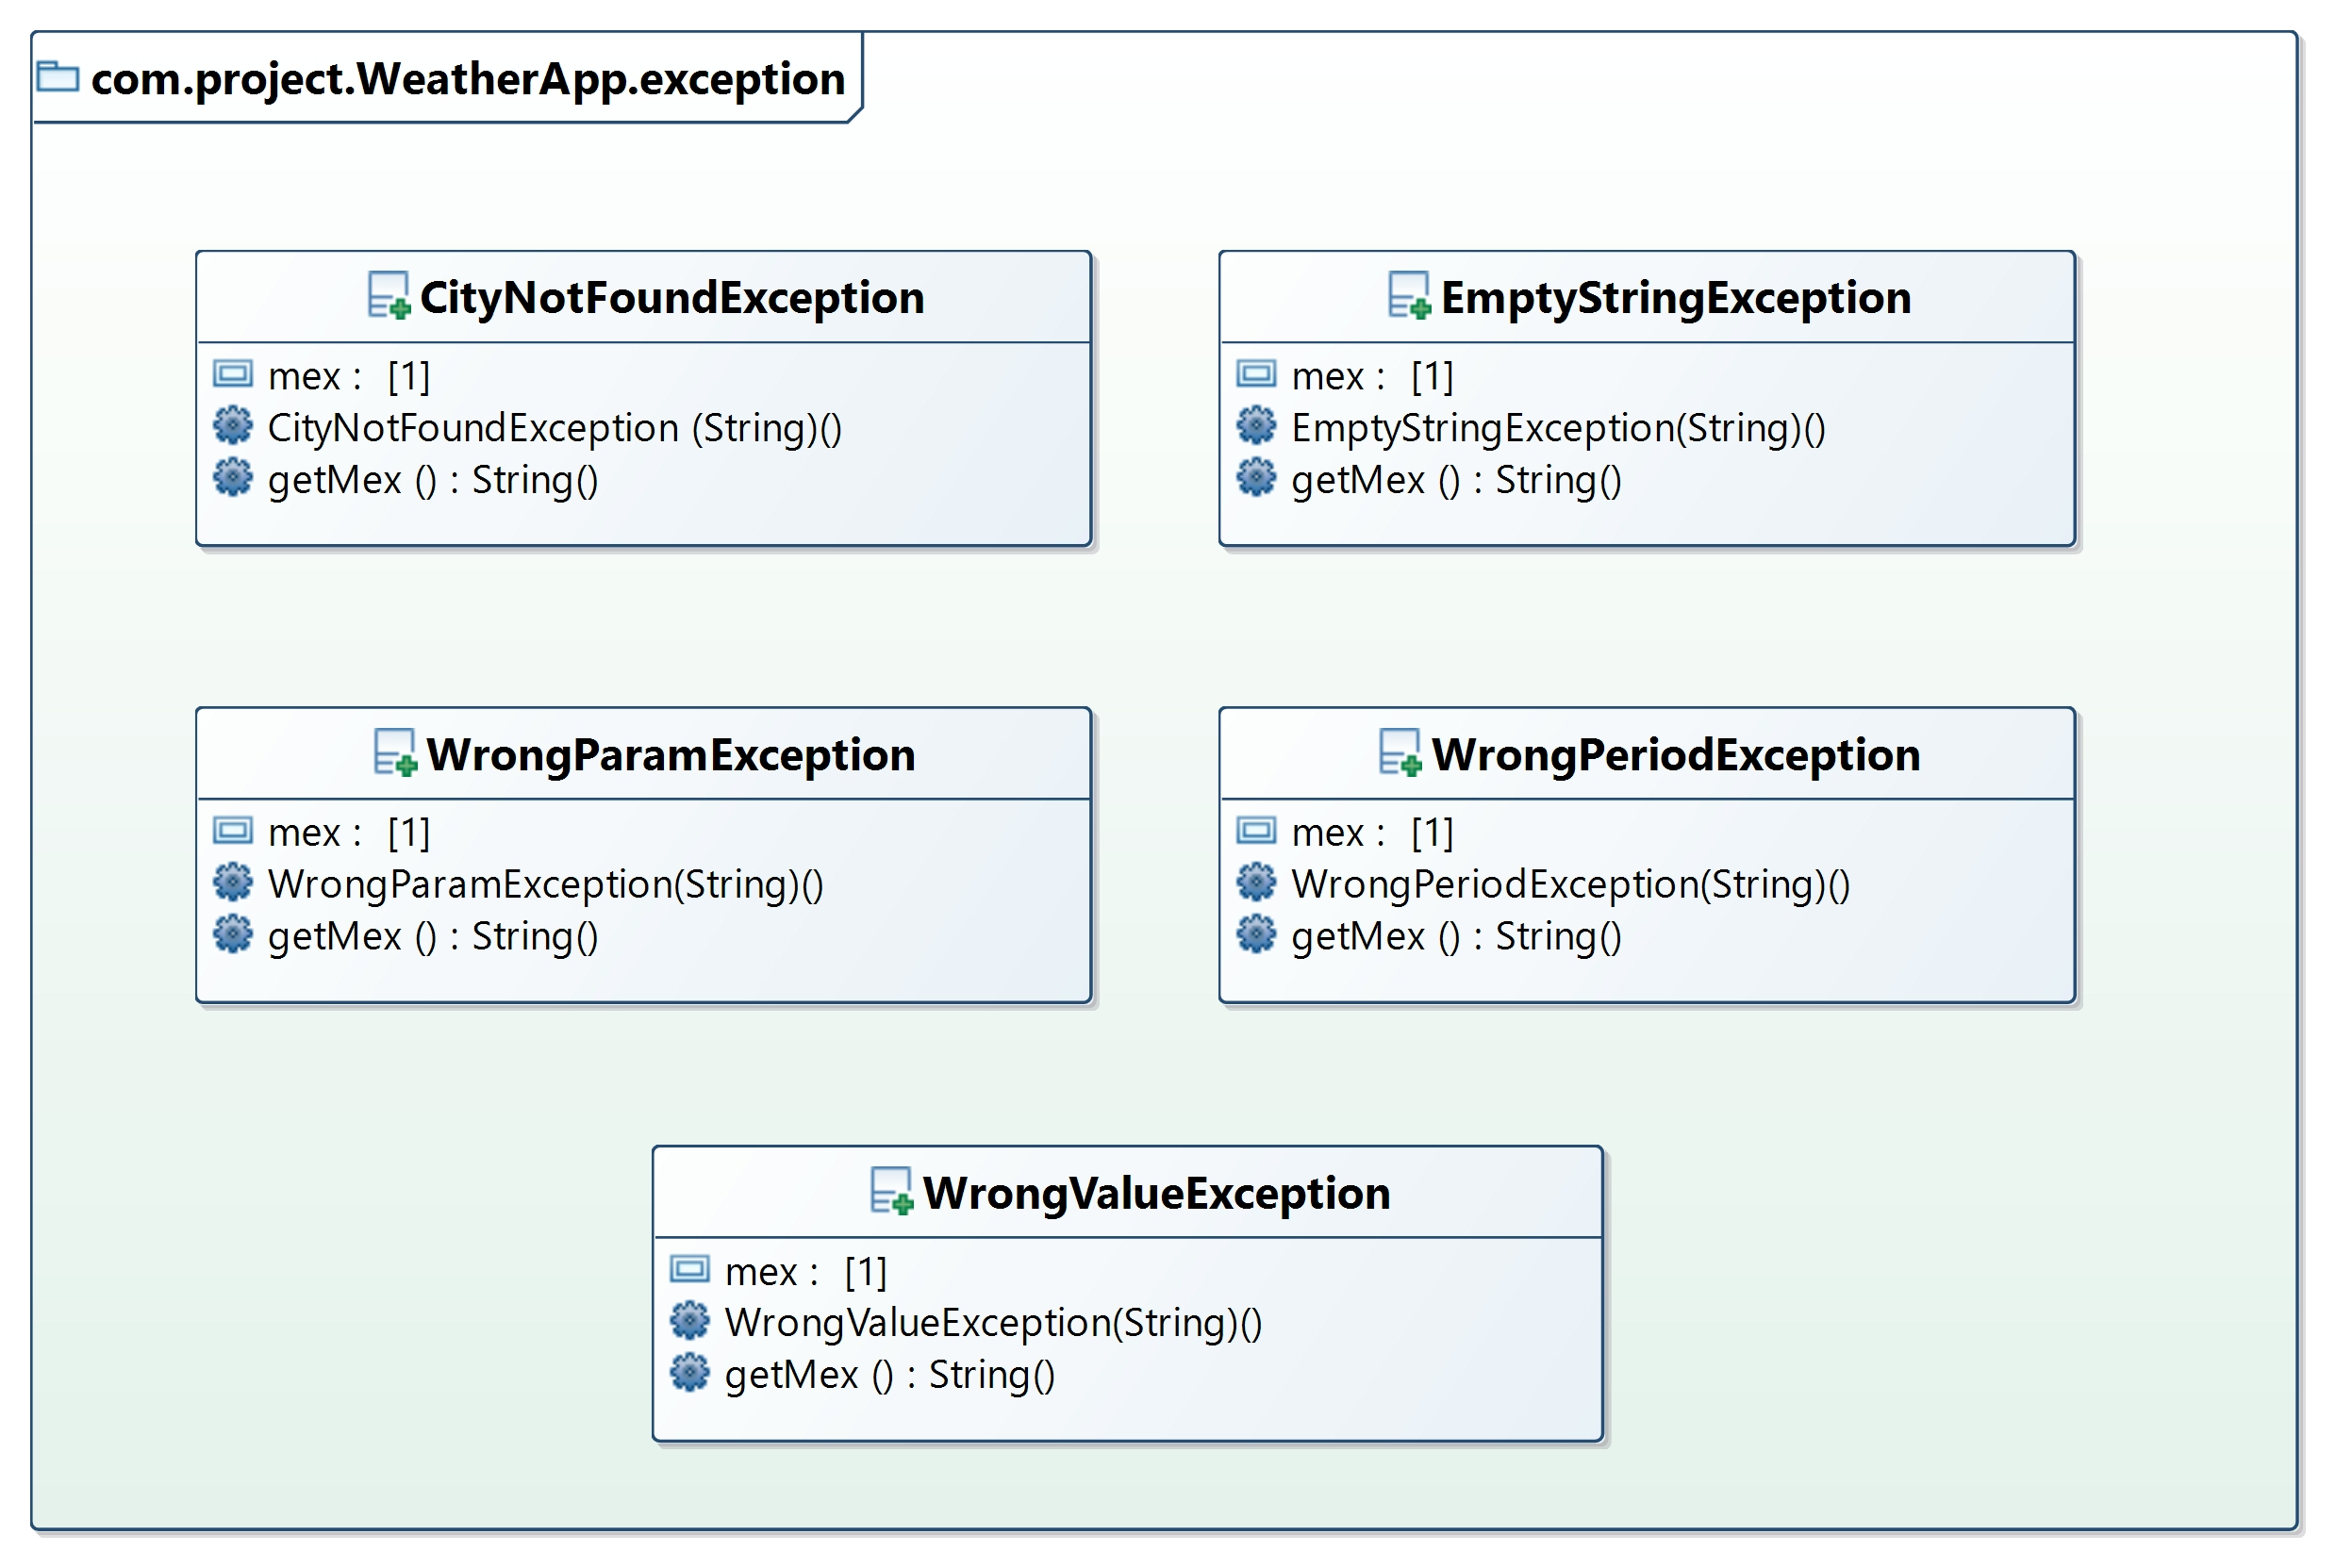 com.project.WeatherApp.exception
CityNotFoundException
mex :  [1]
CityNotFoundException (String)()
getMex () : String()
EmptyStringException
mex :  [1]
EmptyStringException(String)()
getMex () : String()
WrongParamException
mex :  [1]
WrongParamException(String)()
getMex () : String()
WrongPeriodException
mex :  [1]
WrongPeriodException(String)()
getMex () : String()
WrongValueException
mex :  [1]
WrongValueException(String)()
getMex () : String()